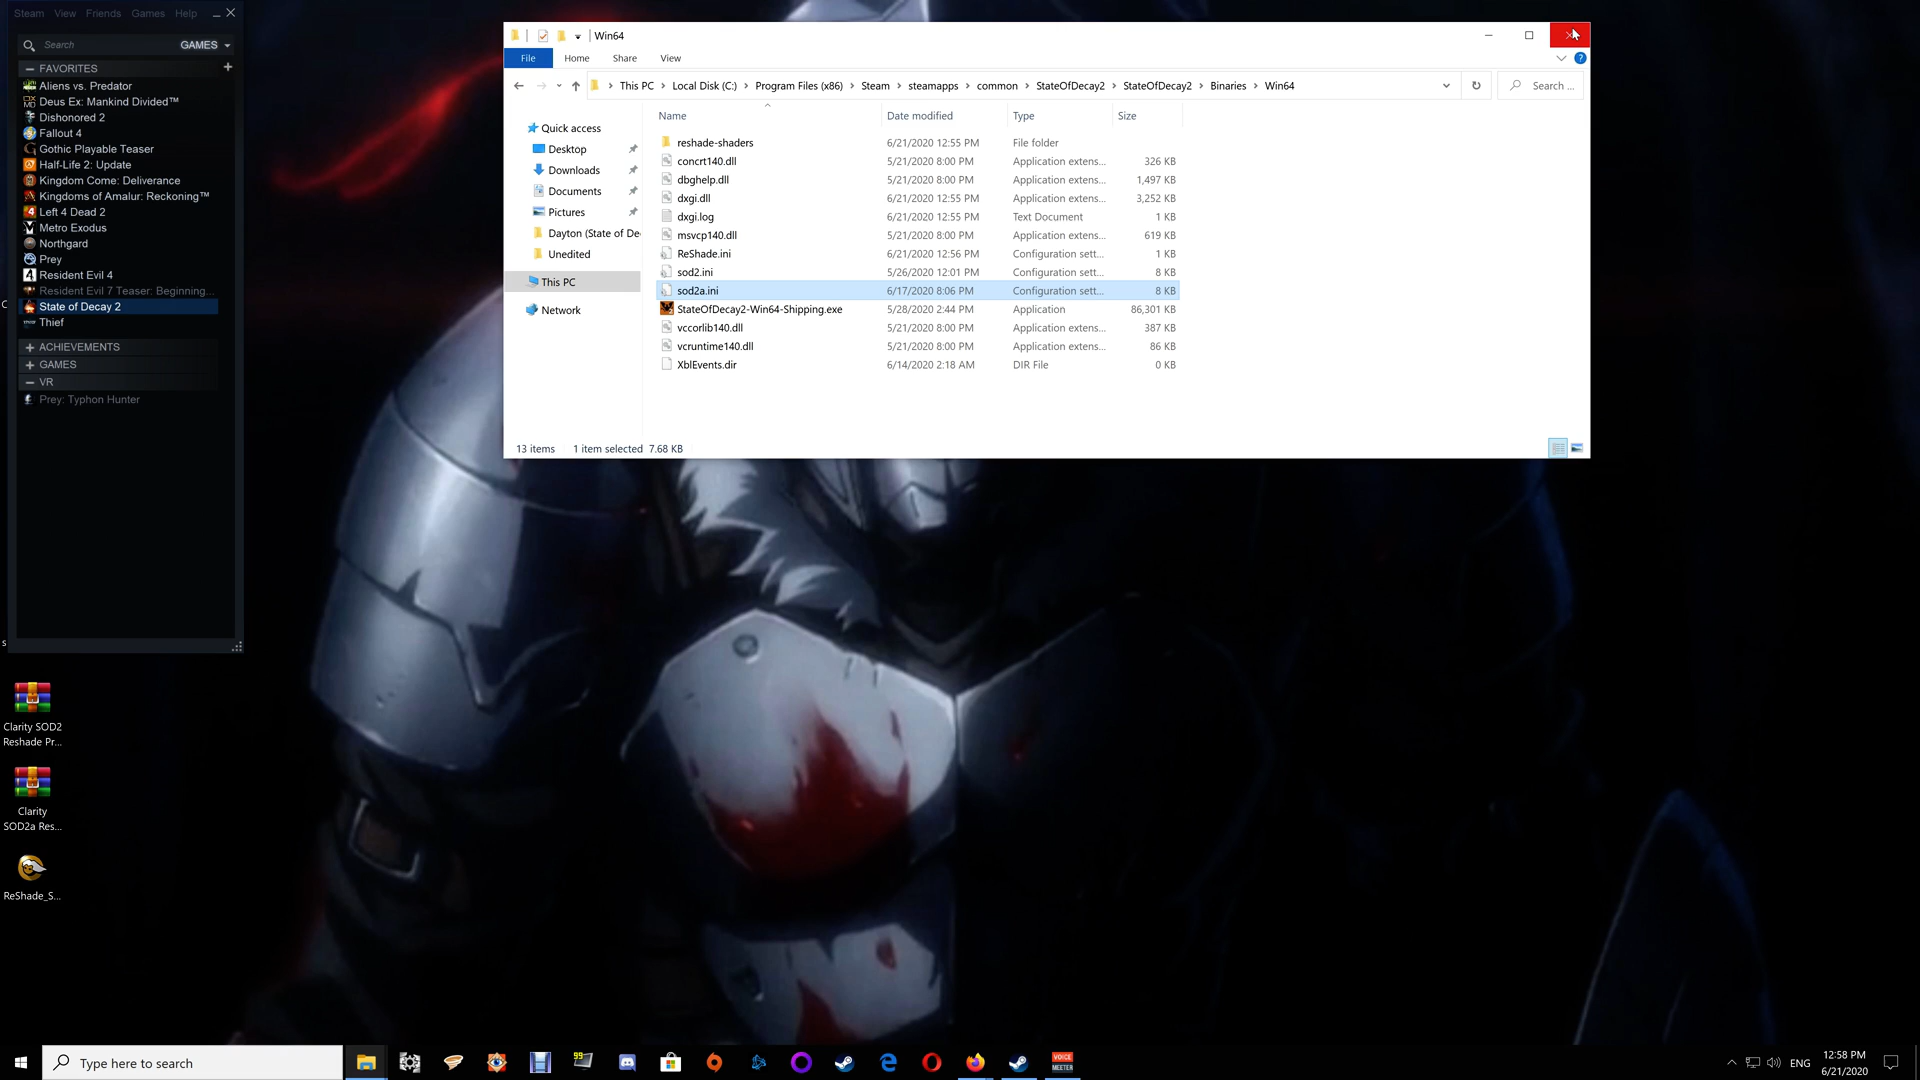 Steam View Friends Games Help
Search GAMES
FAVORITES
Aliens vs. Predator
Deus Ex: Mankind Divided™
Dishonored 2
Fallout 4
Gothic Playable Teaser
Half-Life 2: Update
Kingdom Come: Deliverance
Kingdoms of Amalur: Reckoning™
Left 4 Dead 2
Metro Exodus
Northgard
Prey
Resident Evil 4
Resident Evil 7 Teaser: Beginning...
State of Decay 2
Thief
ACHIEVEMENTS
GAMES
VR
Prey: Typhon Hunter
Win64
File Home Share View
This PC Local Disk (C:) Program Files (x86) Steam steamapps common StateOfDecay2 StateOfDecay2 Binaries Win64 Search ...
Quick access
Desktop
Downloads
Documents
Pictures
Dayton (State of De
Unedited
This PC
Network
Name Date modified Type Size
reshade-shaders 6/21/2020 12:55 PM File folder
concrt140.dll 5/21/2020 8:00 PM Application extens... 326 KB
dbghelp.dll 5/21/2020 8:00 PM Application extens... 1,497 KB
dxgi.dll 6/21/2020 12:55 PM Application extens... 3,252 KB
dxgi.log 6/21/2020 12:55 PM Text Document 1 KB
msvcp140.dll 5/21/2020 8:00 PM Application extens... 619 KB
ReShade.ini 6/21/2020 12:56 PM Configuration sett... 1 KB
sod2.ini 5/26/2020 12:01 PM Configuration sett... 8 KB
sod2a.ini 6/17/2020 8:06 PM Configuration sett... 8 KB
StateOfDecay2-Win64-Shipping.exe 5/28/2020 2:44 PM Application 86,301 KB
vccorlib140.dll 5/21/2020 8:00 PM Application extens... 387 KB
vcruntime140.dll 5/21/2020 8:00 PM Application extens... 86 KB
XblEvents.dir 6/14/2020 2:18 AM DIR File 0 KB
13 items 1 item selected 7.68 KB
Clarity SOD2
Reshade Pr...
Clarity
SOD2a Res...
ReShade_S...
Type here to search
99
VOICE
MEETER
ENG
12:58 PM
6/21/2020